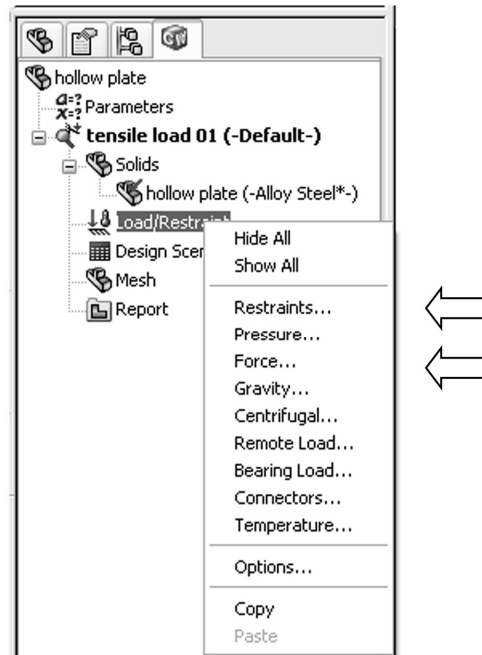 hollow plate
a=?
x=?
Parameters
tensile load 01 (-Default-)
Solids
hollow plate (-Alloy Steel*-)
Load/Restraint
Design Scen
Mesh
Report
Hide All
Show All
Restraints...
Pressure...
Force...
Gravity...
Centrifugal...
Remote Load...
Bearing Load...
Connectors...
Temperature...
Options...
Copy
Paste